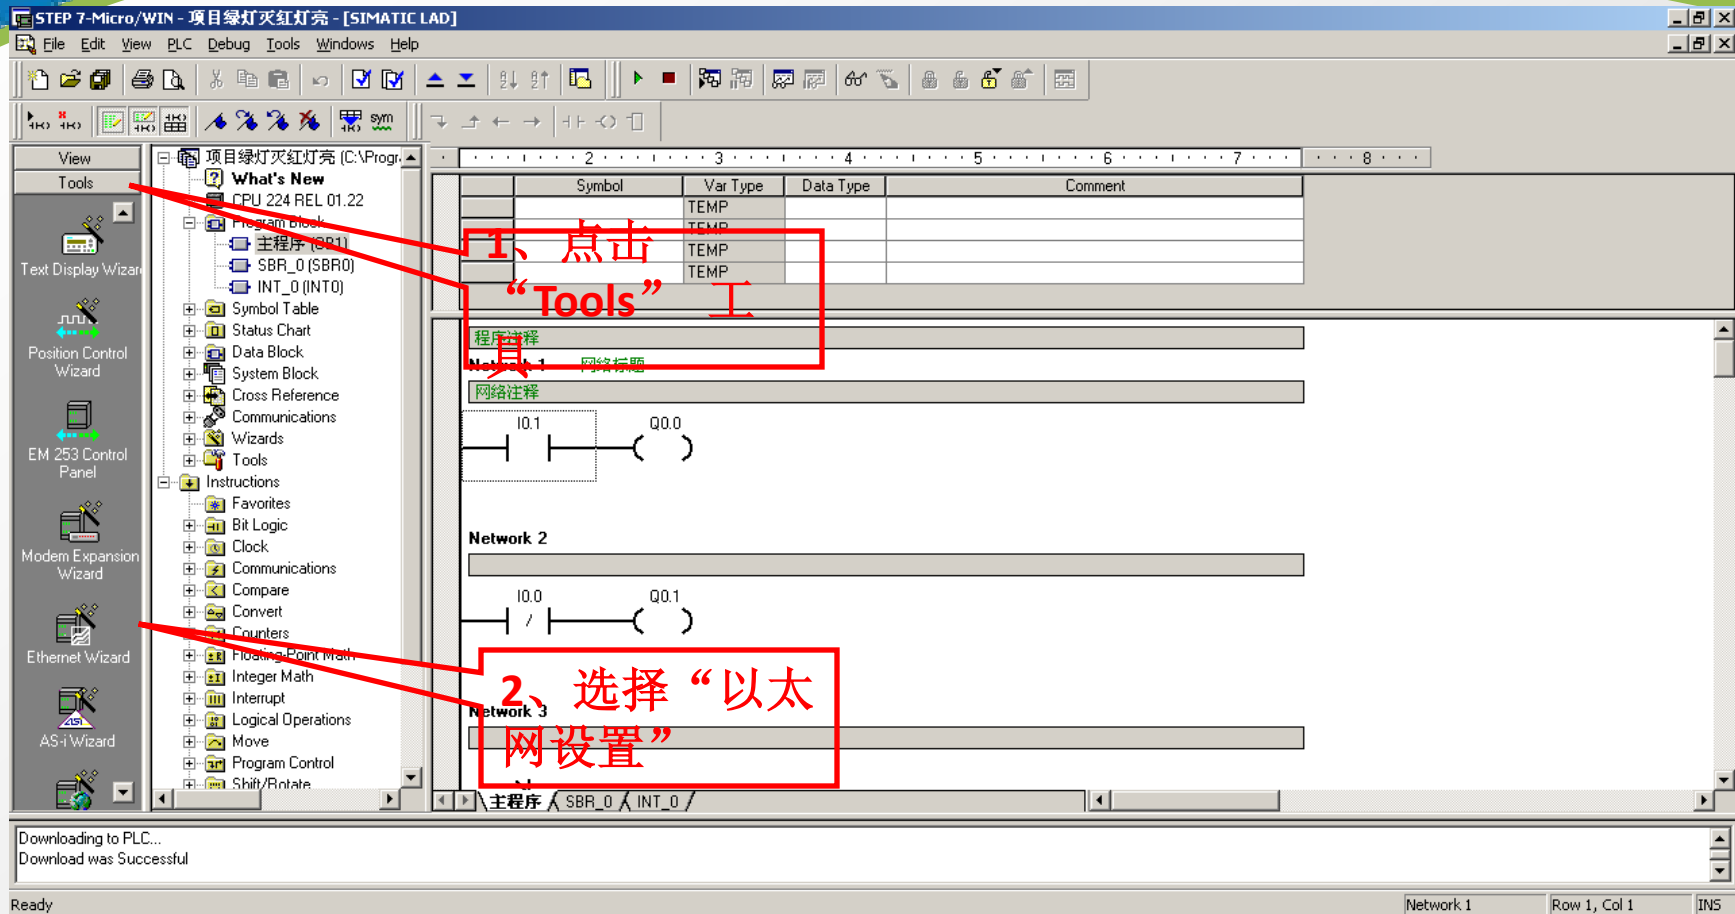 STEP 7-Micro/WIN - 项目绿灯灭红灯亮 - [SIMATIC LAD]
File Edit View PLC Debug Tools Windows Help
sym
View
Tools
Text Display Wizar
Position Control
Wizard
EM 253 Control
Panel
Modem Expansion
Wizard
Ethernet Wizard
AS-i Wizard
项目绿灯灭红灯亮 (C:\Progr
What's New
CPU 224 REL 01.22
Program Block
主程序 (OB1)
SBR_0 (SBR0)
INT_0 (INT0)
Symbol Table
Status Chart
Data Block
System Block
Cross Reference
Communications
Wizards
Tools
Instructions
Favorites
Bit Logic
Clock
Communications
Compare
Convert
Counters
Floating-Point Math
Integer Math
Interrupt
Logical Operations
Move
Program Control
Shift/Rotate
2 3 4 5 6 7 8
Symbol Var Type Data Type Comment
TEMP
TEMP
TEMP
TEMP
1、点击
“Tools” 工
具
程序注释
Network 1 网络标题
网络注释
I0.1 Q0.0
Network 2
I0.0 Q0.1
2、选择“以太
网设置”
Network 3
主程序 SBR_0 INT_0
Downloading to PLC...
Download was Successful
Ready Network 1 Row 1, Col 1 INS